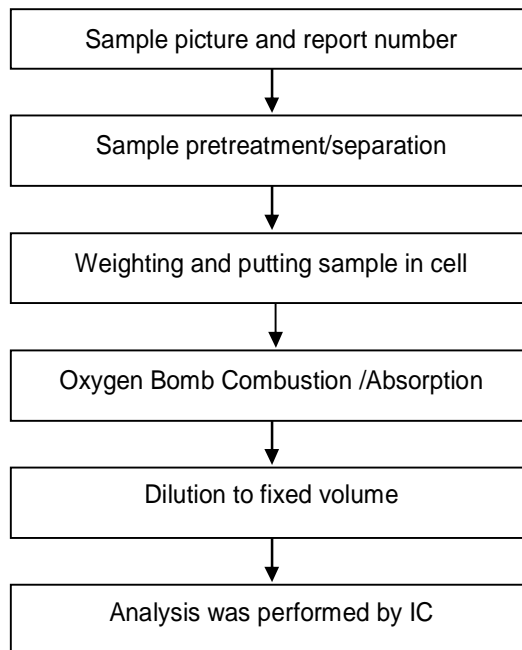 Sample picture and report number
Sample pretreatment/separation
Weighting and putting sample in cell
Oxygen Bomb Combustion /Absorption
Dilution to fixed volume
Analysis was performed by IC